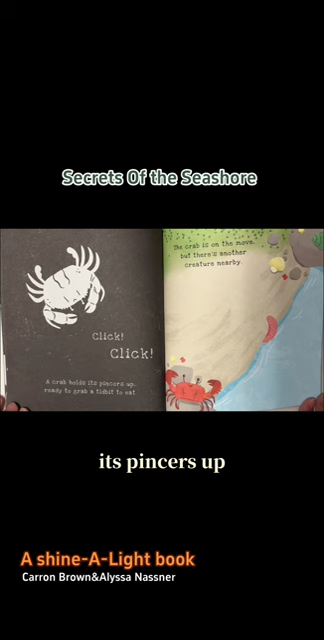 Secrets Of the Seashore
Click!
Click!
A crab holds its pincers up,
ready to grab a tidbit to eat
The crab is on the move,
but there's another
creature nearby.
its pincers up
A shine-A-Light book
Carron Brown&Alyssa Nassner